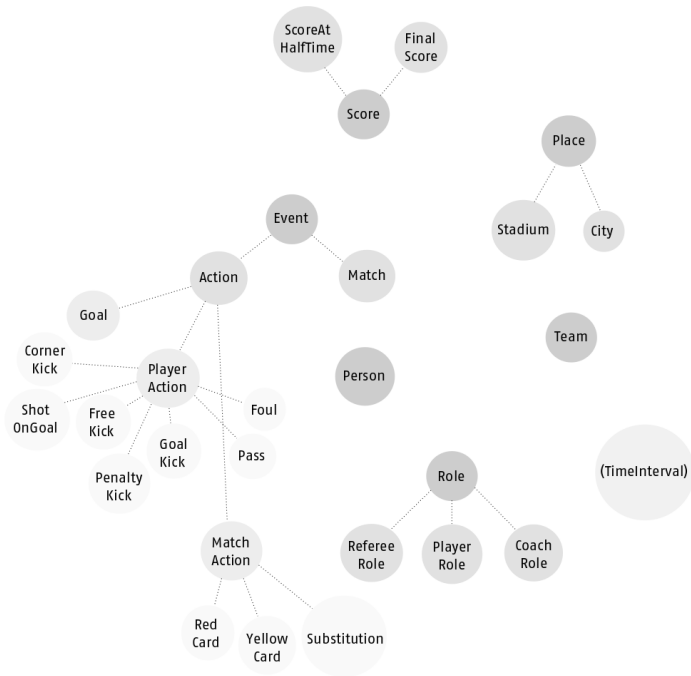 ScoreAt
HalfTime
Final
Score
Score
Place
Stadium
City
Event
Action
Match
Goal
Team
Corner
Kick
Player
Action
Person
Shot
OnGoal
Free
Kick
Foul
Goal
Kick
Pass
Penalty
Kick
Role
(TimeInterval)
Match
Action
Referee
Role
Player
Role
Coach
Role
Red
Card
Yellow
Card
Substitution